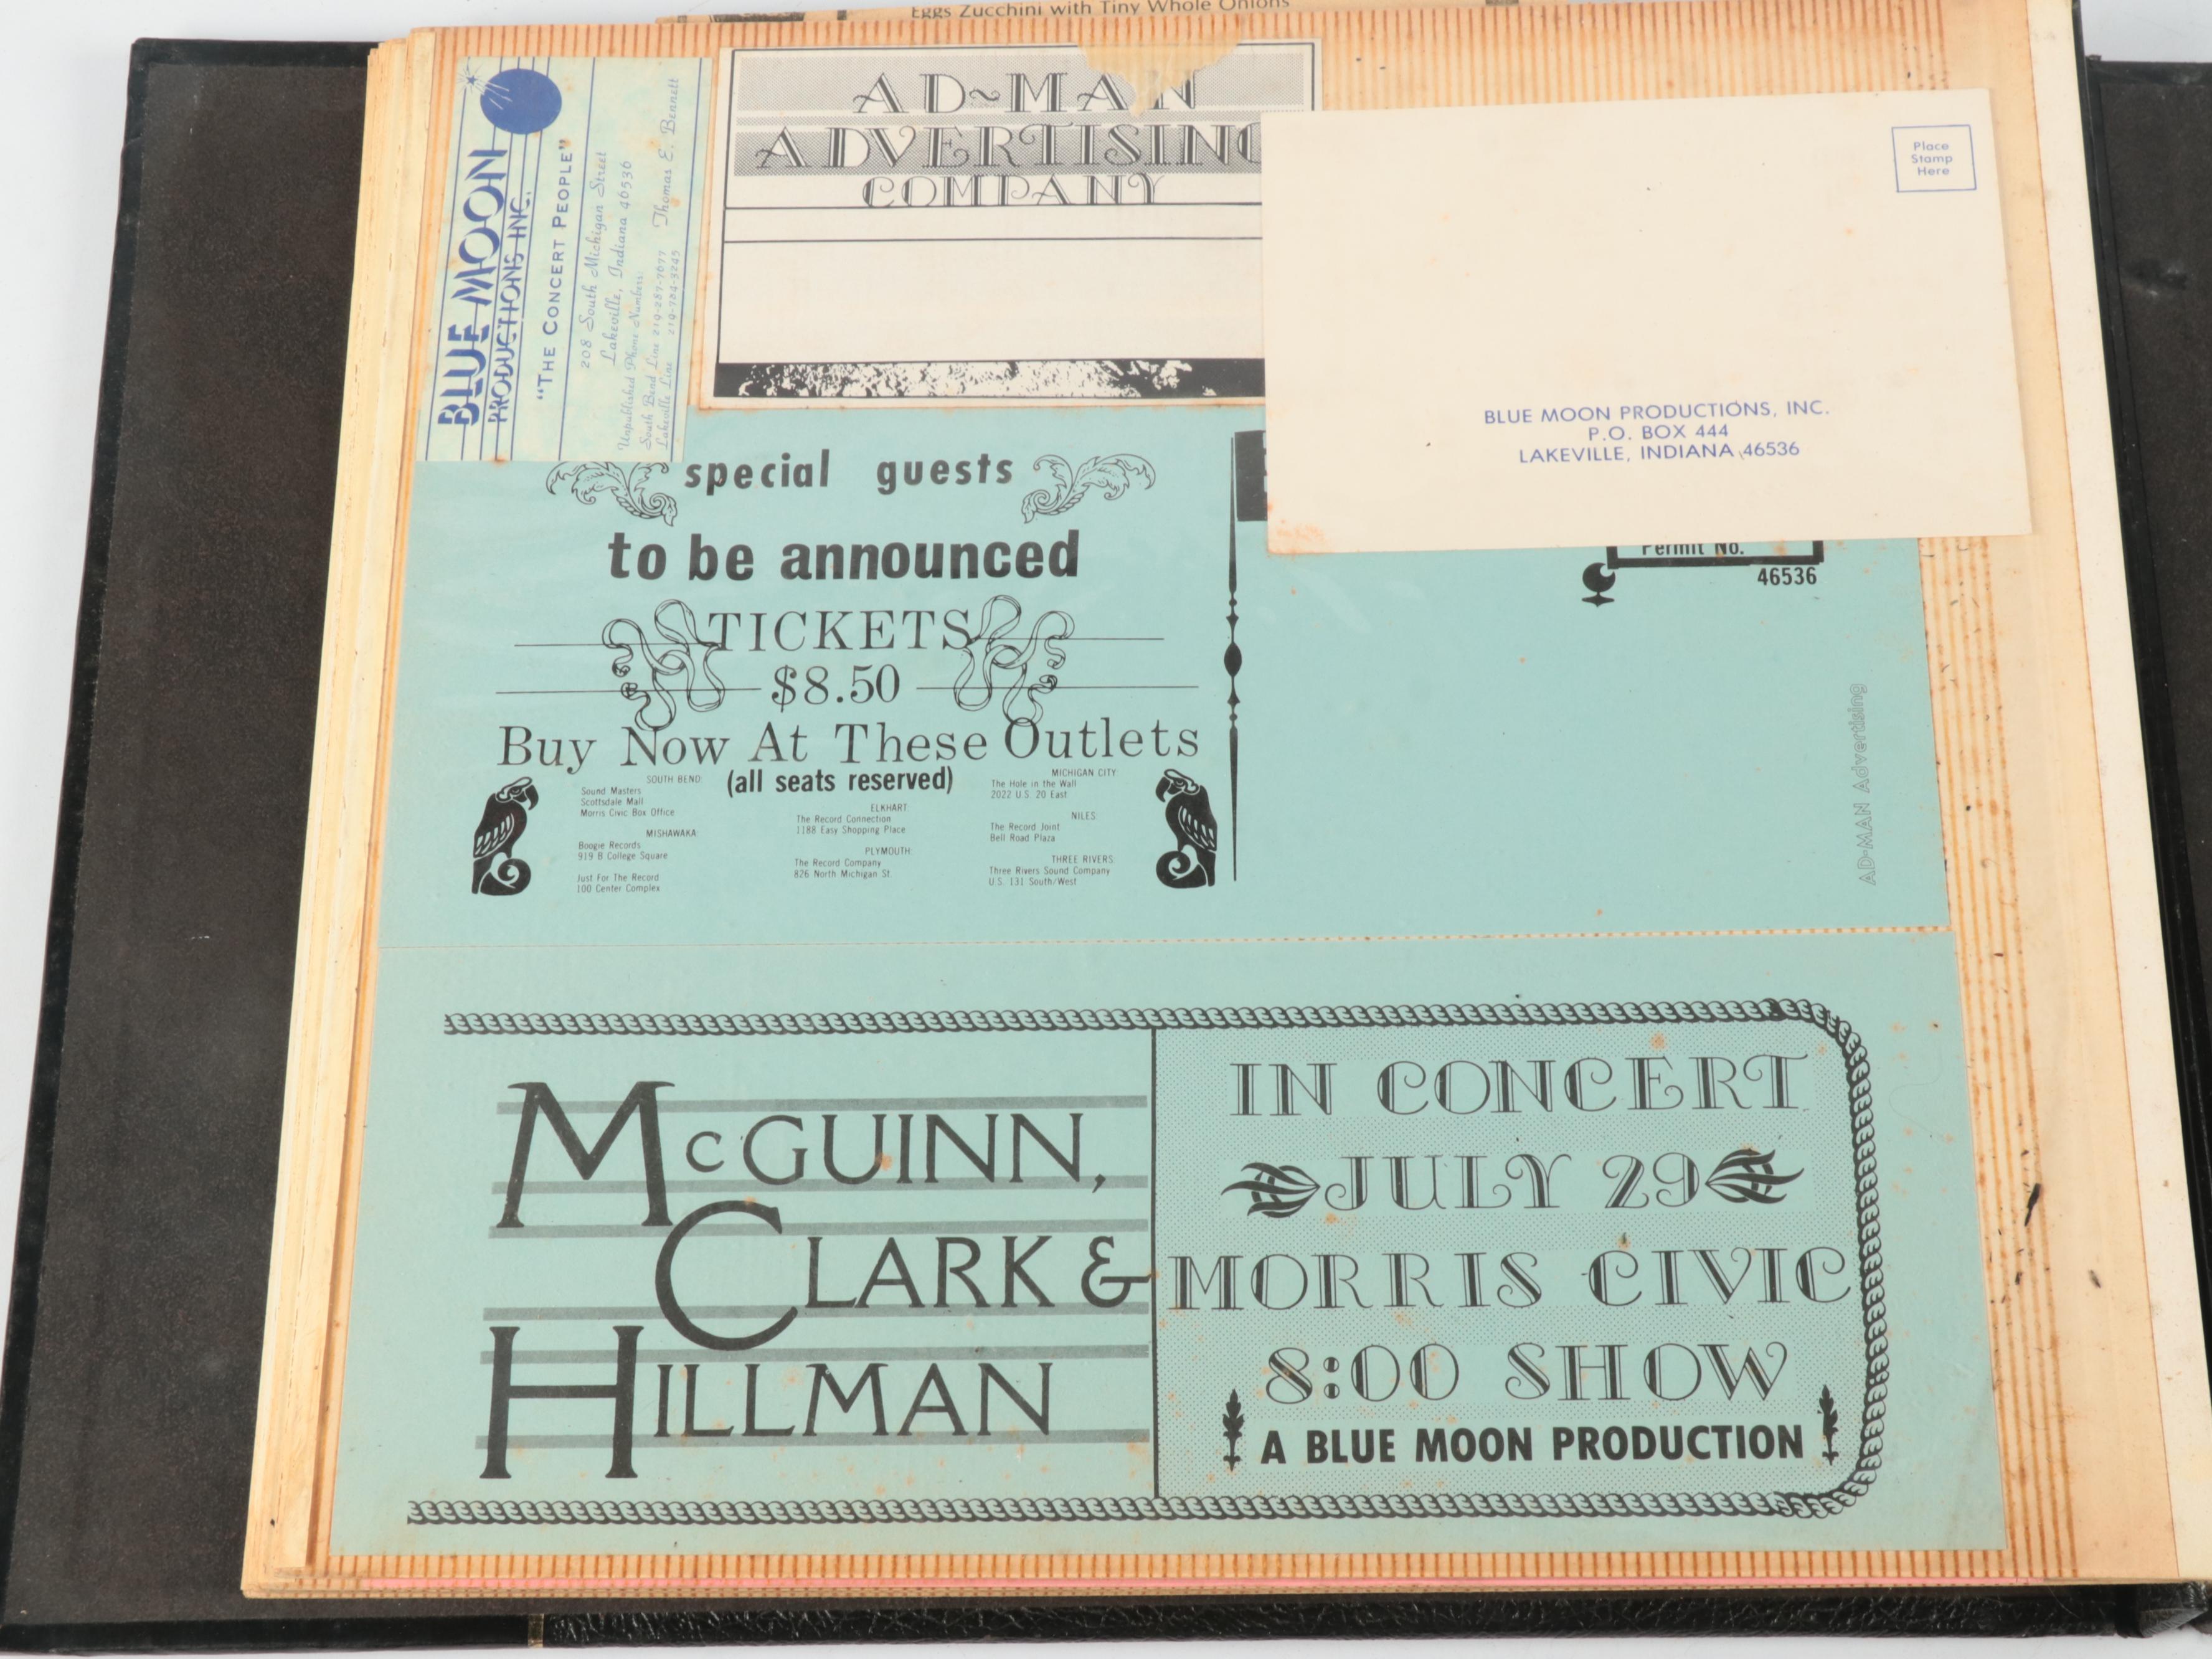 Eggs Zucchini with Tiny Whole Onions
BLUE MOON
PRODUCTIONS INC.
"THE CONCERT PEOPLE"
208 South Michigan Street
Lakeville, Indiana 46536
Unpublished Phone Numbers:
South Bend Line 219-287-7677
Lakeville Line 219-784-3245
Thomas E. Bennett
AD~MAN
ADVERTISING
COMPANY
Place
Stamp
Here
BLUE MOON PRODUCTIONS, INC.
P.O. BOX 444
LAKEVILLE, INDIANA 46536
Permit No.
46536
special guests
to be announced
TICKETS
$8.50
Buy Now At These Outlets
(all seats reserved)
SOUTH BEND:
Sound Masters
Scottsdale Mall
Morris Civic Box Office
MISHAWAKA:
Boogie Records
919 B College Square
Just For The Record
100 Center Complex
ELKHART:
The Record Connection
1188 Easy Shopping Place
PLYMOUTH:
The Record Company
826 North Michigan St.
MICHIGAN CITY:
The Hole in the Wall
2022 U.S. 20 East
NILES:
The Record Joint
Bell Road Plaza
THREE RIVERS:
Three Rivers Sound Company
U.S. 131 South/West
AD-MAN Advertising
McGUINN,
CLARK &
HILLMAN
IN CONCERT
JULY 29
MORRIS CIVIC
8:00 SHOW
A BLUE MOON PRODUCTION